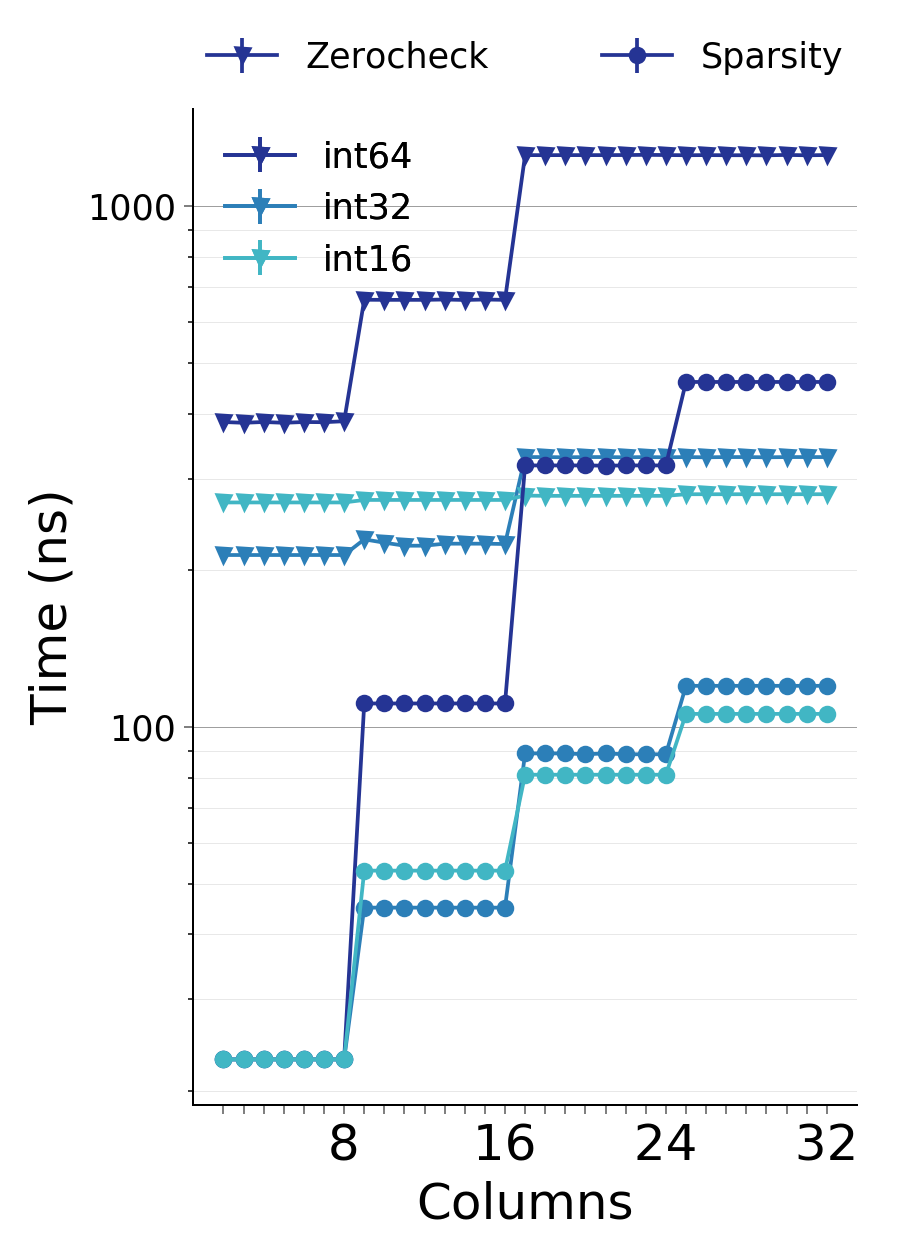 Zerocheck Sparsity
int64
int32
int16
1000
100
Time (ns)
8 16 24 32
Columns